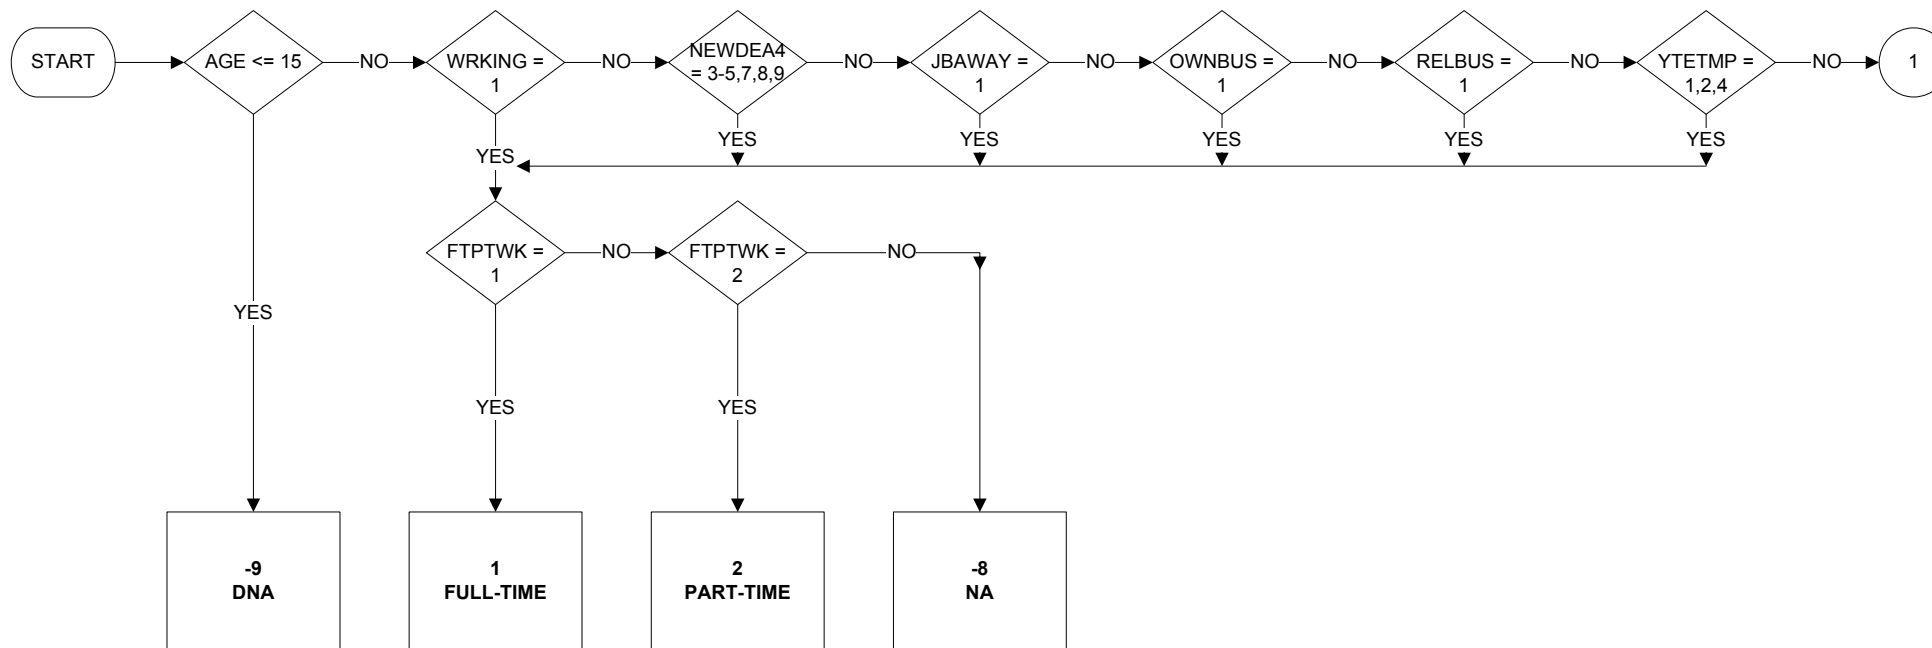 START
AGE <= 15
NO
WRKING =
1
NO
NEWDEA4
= 3-5,7,8,9
NO
JBAWAY =
1
NO
OWNBUS =
1
NO
RELBUS =
1
NO
YTETMP =
1,2,4
NO
1
YES
YES
YES
YES
YES
YES
FTPTWK =
1
NO
FTPTWK =
2
NO
YES
YES
YES
-9
DNA
1
FULL-TIME
2
PART-TIME
-8
NA